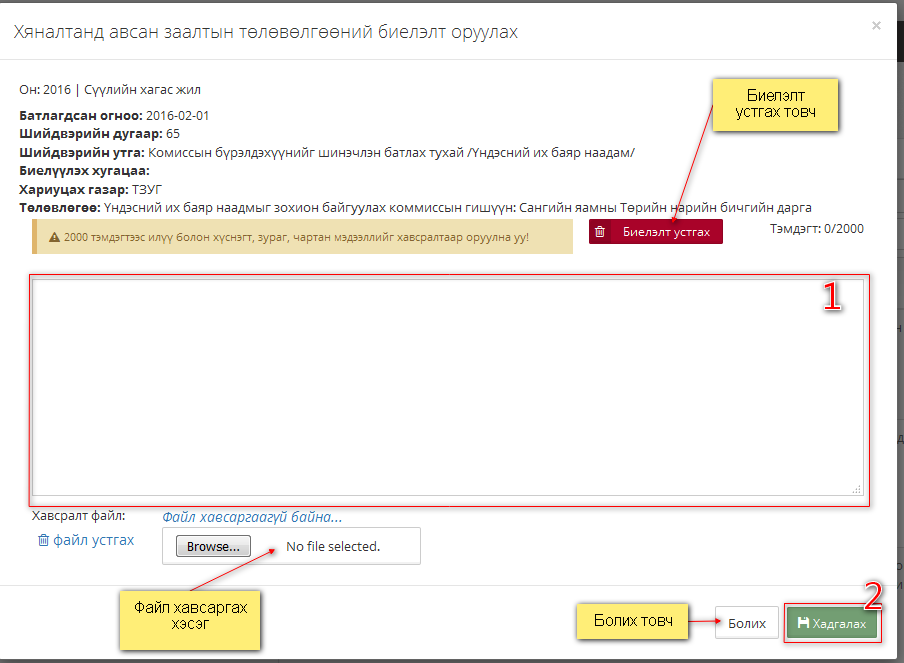 Хяналтанд авсан заалтын төлөвөлгөөний биелэлт оруулах
×
Он: 2016 | Сүүлийн хагас жил
Батлагдсан огноо: 2016-02-01
Шийдвэрийн дугаар: 65
Шийдвэрийн утга: Комиссын бүрэлдэхүүнийг шинэчлэн батлах тухай /Үндэсний их баяр наадам/
Биелүүлэх хугацаа:
Хариуцах газар: ТЗУГ
Төлөвлөгөө: Үндэсний их баяр наадмыг зохион байгуулах коммиссын гишүүн: Сангийн яамны Төрийн нарийн бичгийн дарга
Биелэлт
устгах товч
2000 тэмдэгтээс илүү болон хүснэгт, зураг, чартан мэдээллийг хавсралтаар оруулна уу!
Биелэлт устгах
Тэмдэгт: 0/2000
1
Хавсралт файл:
Файл хавсаргаагүй байна...
файл устгах
Browse...
No file selected.
Файл хавсаргах
хэсэг
Болих товч
Болих
2
Хадгалах